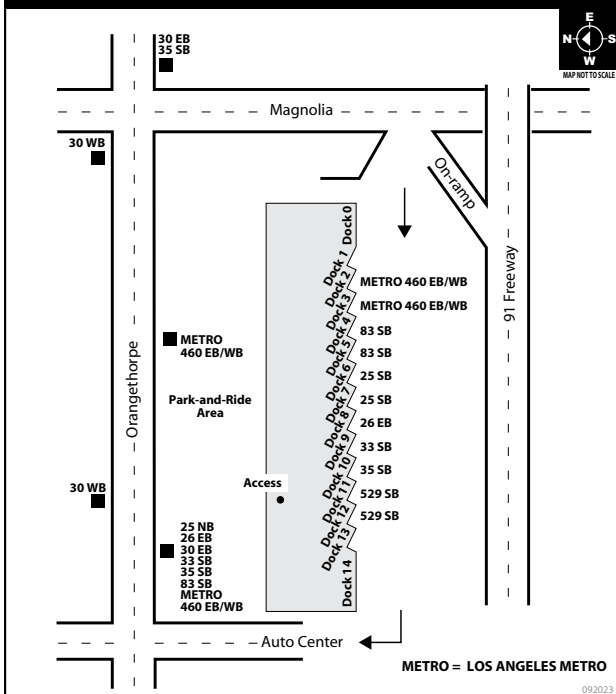 E
N S
W
MAP NOT TO SCALE
30 EB
35 SB
Magnolia
30 WB
On-ramp
91 Freeway
Orangethorpe
Dock 0
Dock 1
Dock 2
METRO 460 EB/WB
Dock 3
METRO 460 EB/WB
Dock 4
83 SB
Dock 5
83 SB
Dock 6
25 SB
Dock 7
25 SB
Dock 8
26 EB
Dock 9
33 SB
Dock 10
35 SB
Dock 11
529 SB
Dock 12
529 SB
Dock 13
Dock 14
METRO
460 EB/WB
Park-and-Ride
Area
Access
30 WB
25 NB
26 EB
30 EB
33 SB
35 SB
83 SB
METRO
460 EB/WB
Auto Center
METRO = LOS ANGELES METRO
092023